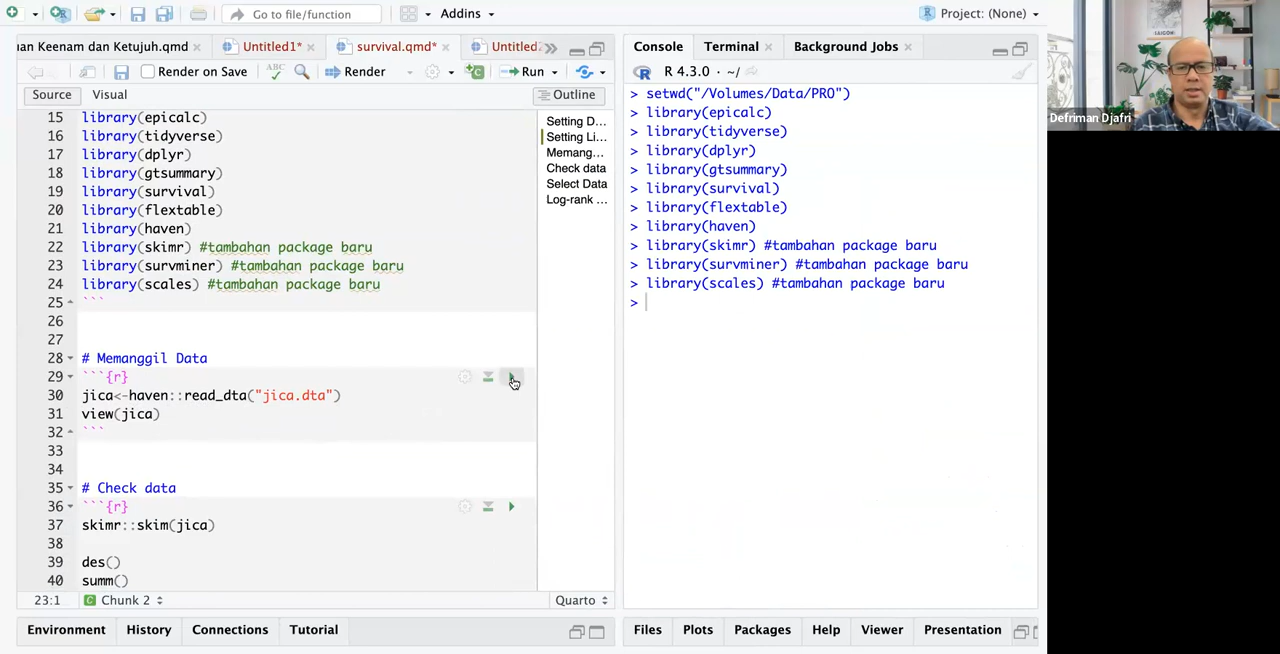 Go to file/function
Addins
Project: (None)
uan Keenam dan Ketujuh.qmd
Untitled1*
survival.qmd*
Untitled2
Render on Save
ABC
Render
Run
Source
Visual
Outline
15 library(epicalc)
16 library(tidyverse)
17 library(dplyr)
18 library(gtsummary)
19 library(survival)
20 library(flextable)
21 library(haven)
22 library(skimr) #tambahan package baru
23 library(survminer) #tambahan package baru
24 library(scales) #tambahan package baru
25 ```
26
27
28 # Memanggil Data
29 ```{r}
30 jica<-haven::read_dta("jica.dta")
31 view(jica)
32 ```
33
34
35 # Check data
36 ```{r}
37 skimr::skim(jica)
38
39 des()
40 summ()
Setting D...
Setting Li...
Memang...
Check data
Select Data
Log-rank ...
23:1
C Chunk 2
Quarto
Environment
History
Connections
Tutorial
Console
Terminal
Background Jobs
R 4.3.0 · ~/
> setwd("/Volumes/Data/PRO")
> library(epicalc)
> library(tidyverse)
> library(dplyr)
> library(gtsummary)
> library(survival)
> library(flextable)
> library(haven)
> library(skimr) #tambahan package baru
> library(survminer) #tambahan package baru
> library(scales) #tambahan package baru
>
Files
Plots
Packages
Help
Viewer
Presentation
SAIGON
Defriman Djafri